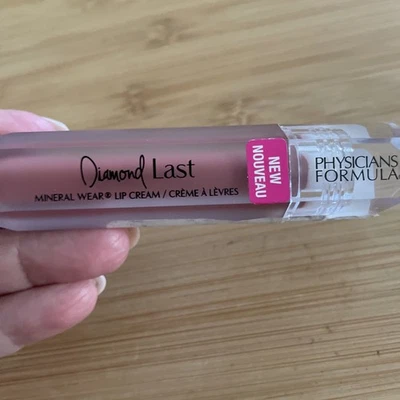 Diamond Last
MINERAL WEAR® LIP CREAM / CRÈME À LÈVRES
NEW
NOUVEAU
PHYSICIANS
FORMULA